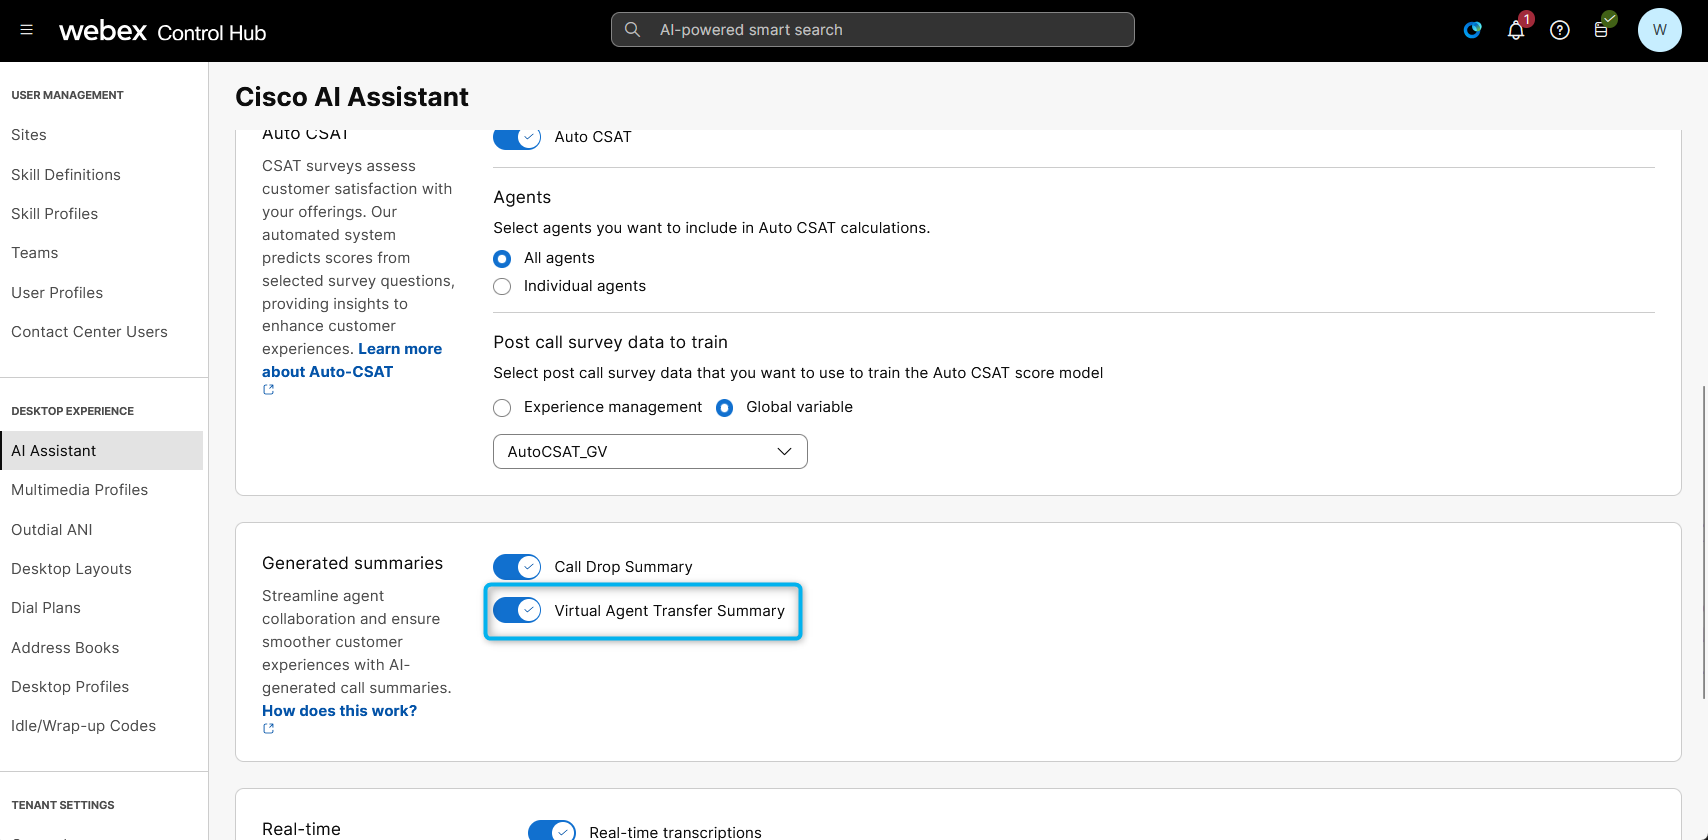 webex Control Hub
AI-powered smart search
1
W
USER MANAGEMENT
Sites
Skill Definitions
Skill Profiles
Teams
User Profiles
Contact Center Users
DESKTOP EXPERIENCE
AI Assistant
Multimedia Profiles
Outdial ANI
Desktop Layouts
Dial Plans
Address Books
Desktop Profiles
Idle/Wrap-up Codes
TENANT SETTINGS
Cisco AI Assistant
Auto CSAT
CSAT surveys assess
customer satisfaction with
your offerings. Our
automated system
predicts scores from
selected survey questions,
providing insights to
enhance customer
experiences. Learn more
about Auto-CSAT
Auto CSAT
Agents
Select agents you want to include in Auto CSAT calculations.
All agents
Individual agents
Post call survey data to train
Select post call survey data that you want to use to train the Auto CSAT score model
Experience management Global variable
AutoCSAT_GV
Generated summaries
Streamline agent
collaboration and ensure
smoother customer
experiences with AI-
generated call summaries.
How does this work?
Call Drop Summary
Virtual Agent Transfer Summary
Real-time
Real-time transcriptions